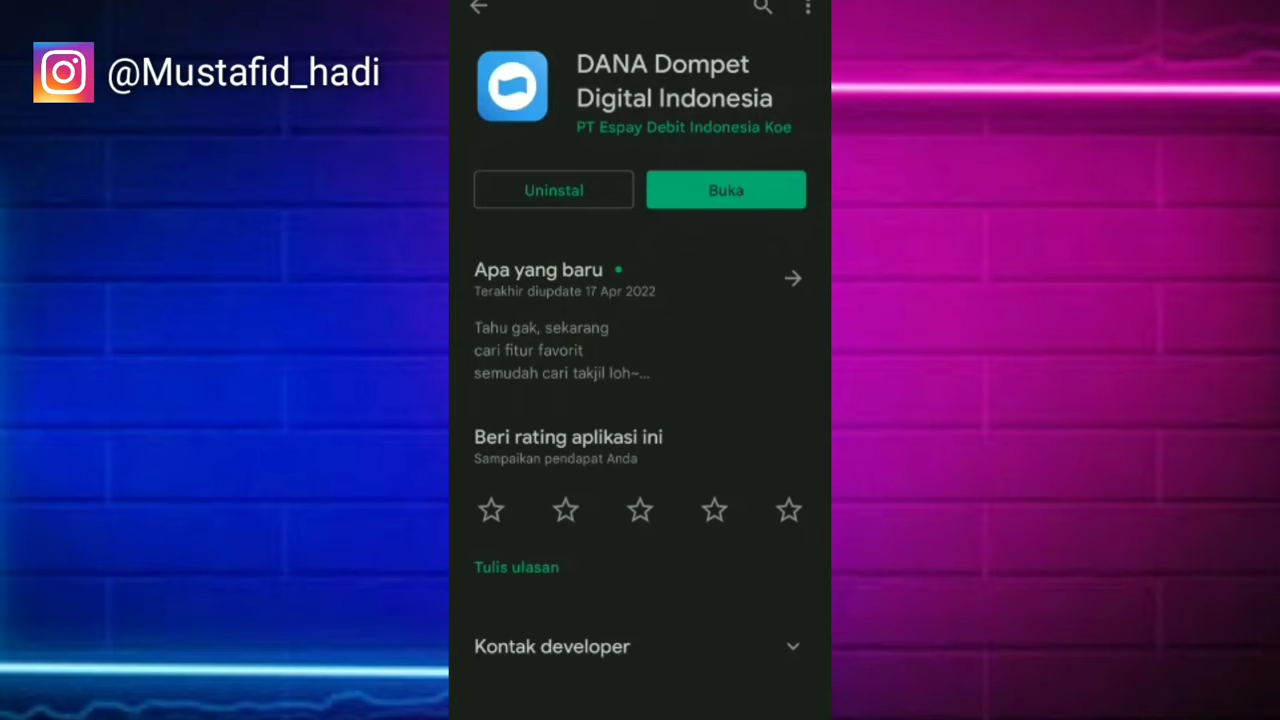 @Mustafid_hadi
DANA Dompet
Digital Indonesia
PT Espay Debit Indonesia Koe
Uninstal
Buka
Apa yang baru
Terakhir diupdate 17 Apr 2022
Tahu gak, sekarang
cari fitur favorit
semudah cari takjil loh~...
Beri rating aplikasi ini
Sampaikan pendapat Anda
Tulis ulasan
Kontak developer